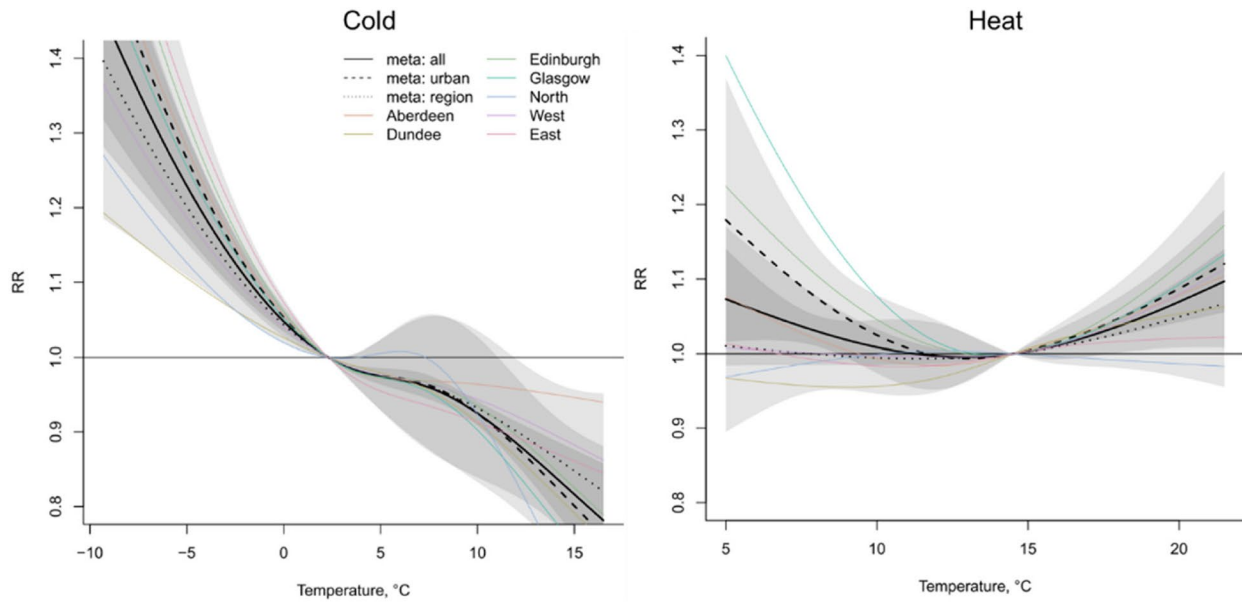 Cold
Heat
1.4
1.3
1.2
1.1
1.0
0.9
0.8
RR
−10
−5
0
5
10
15
Temperature, °C
meta: all
meta: urban
meta: region
Aberdeen
Dundee
Edinburgh
Glasgow
North
West
East
1.4
1.3
1.2
1.1
1.0
0.9
0.8
RR
5
10
15
20
Temperature, °C